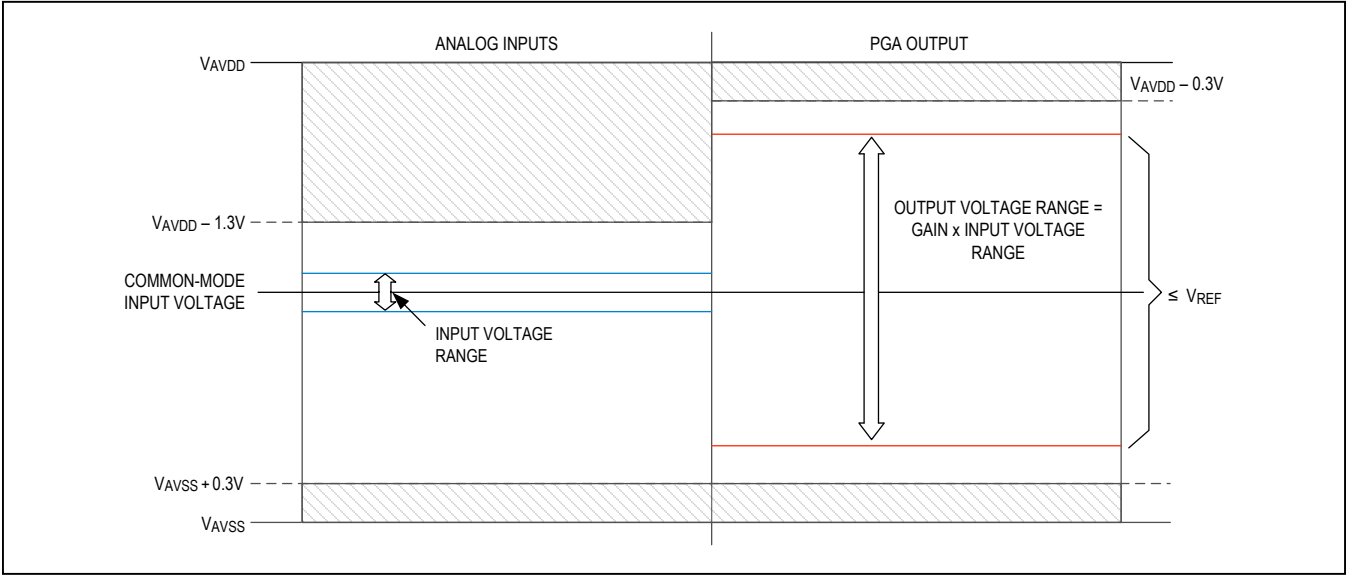 ANALOG INPUTS
PGA OUTPUT
VAVDD
VAVDD – 0.3V
VAVDD – 1.3V
OUTPUT VOLTAGE RANGE =
GAIN x INPUT VOLTAGE
RANGE
COMMON-MODE
INPUT VOLTAGE
≤ VREF
INPUT VOLTAGE
RANGE
VAVSS + 0.3V
VAVSS